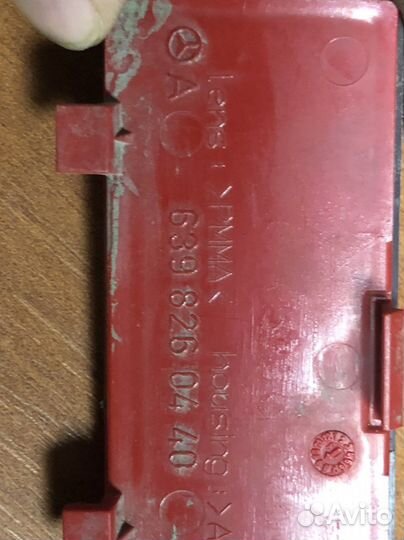 A 639 826 04 40
Lens : >PMMA< housing : >A
Avito